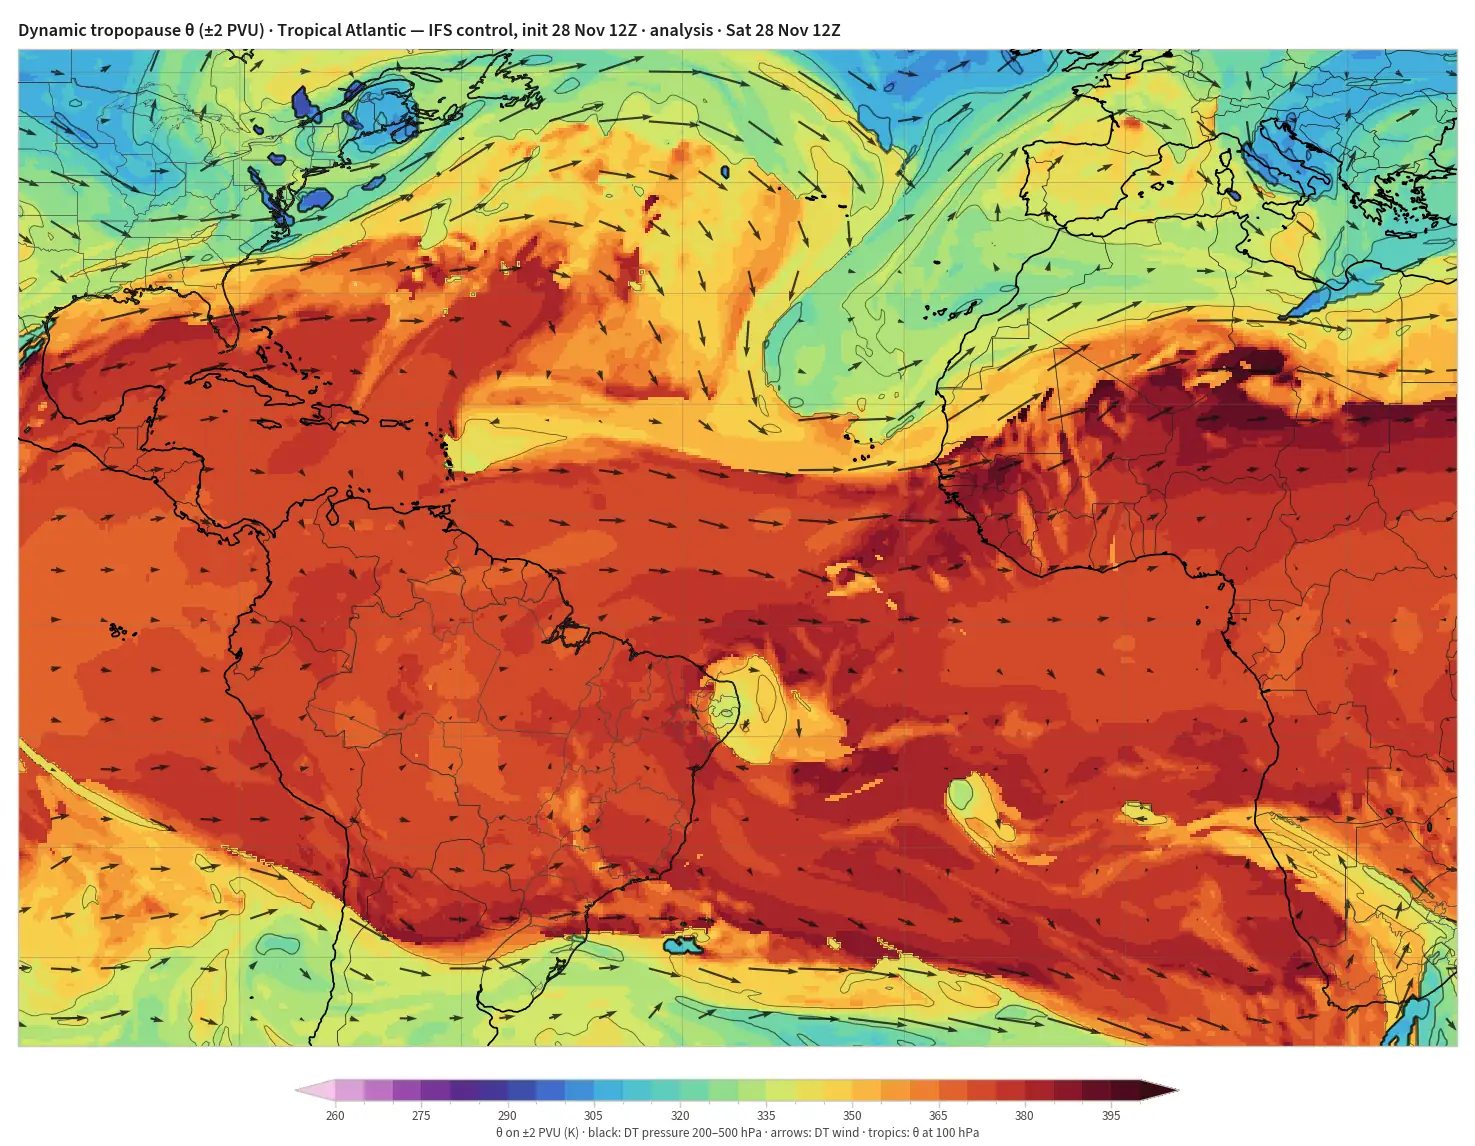 Dynamic tropopause θ (±2 PVU) · Tropical Atlantic — IFS control, init 28 Nov 12Z · analysis · Sat 28 Nov 12Z
260 275 290 305 320 335 350 365 380 395
θ on ±2 PVU (K) · black: DT pressure 200–500 hPa · arrows: DT wind · tropics: θ at 100 hPa